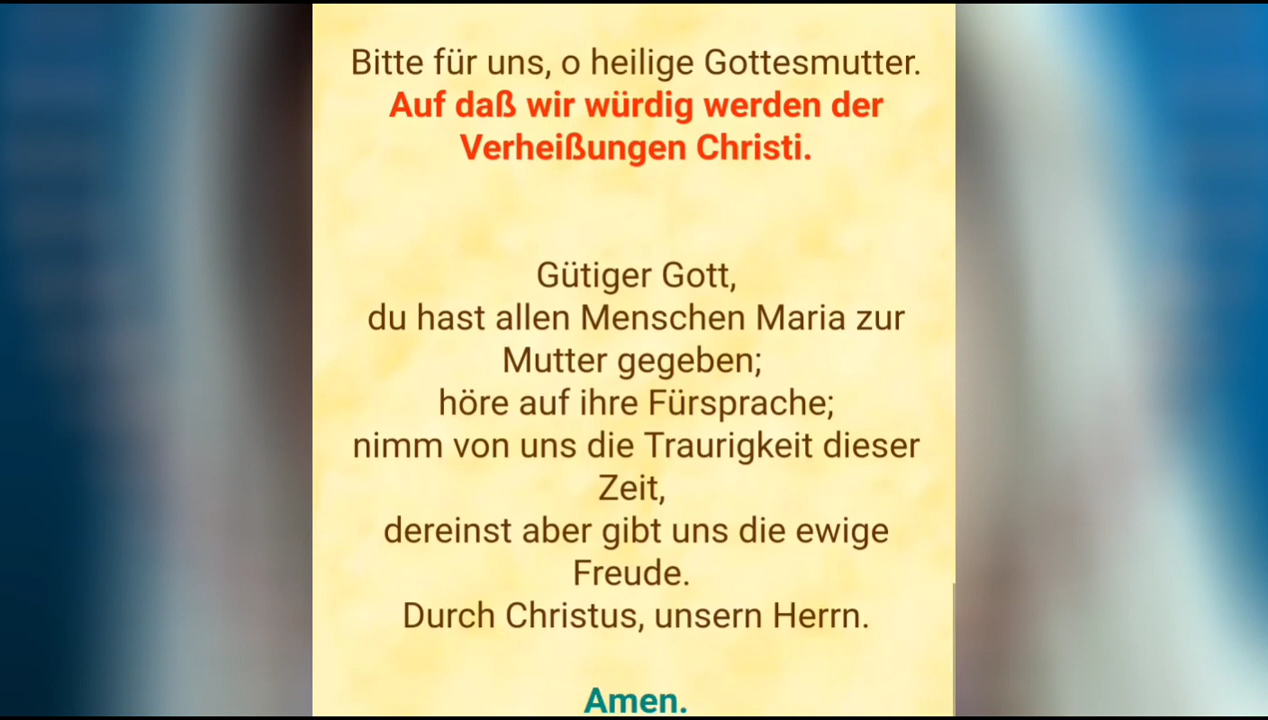 Bitte für uns, o heilige Gottesmutter.
Auf daß wir würdig werden der
Verheißungen Christi.
Gütiger Gott,
du hast allen Menschen Maria zur
Mutter gegeben;
höre auf ihre Fürsprache;
nimm von uns die Traurigkeit dieser
Zeit,
dereinst aber gibt uns die ewige
Freude.
Durch Christus, unsern Herrn.
Amen.